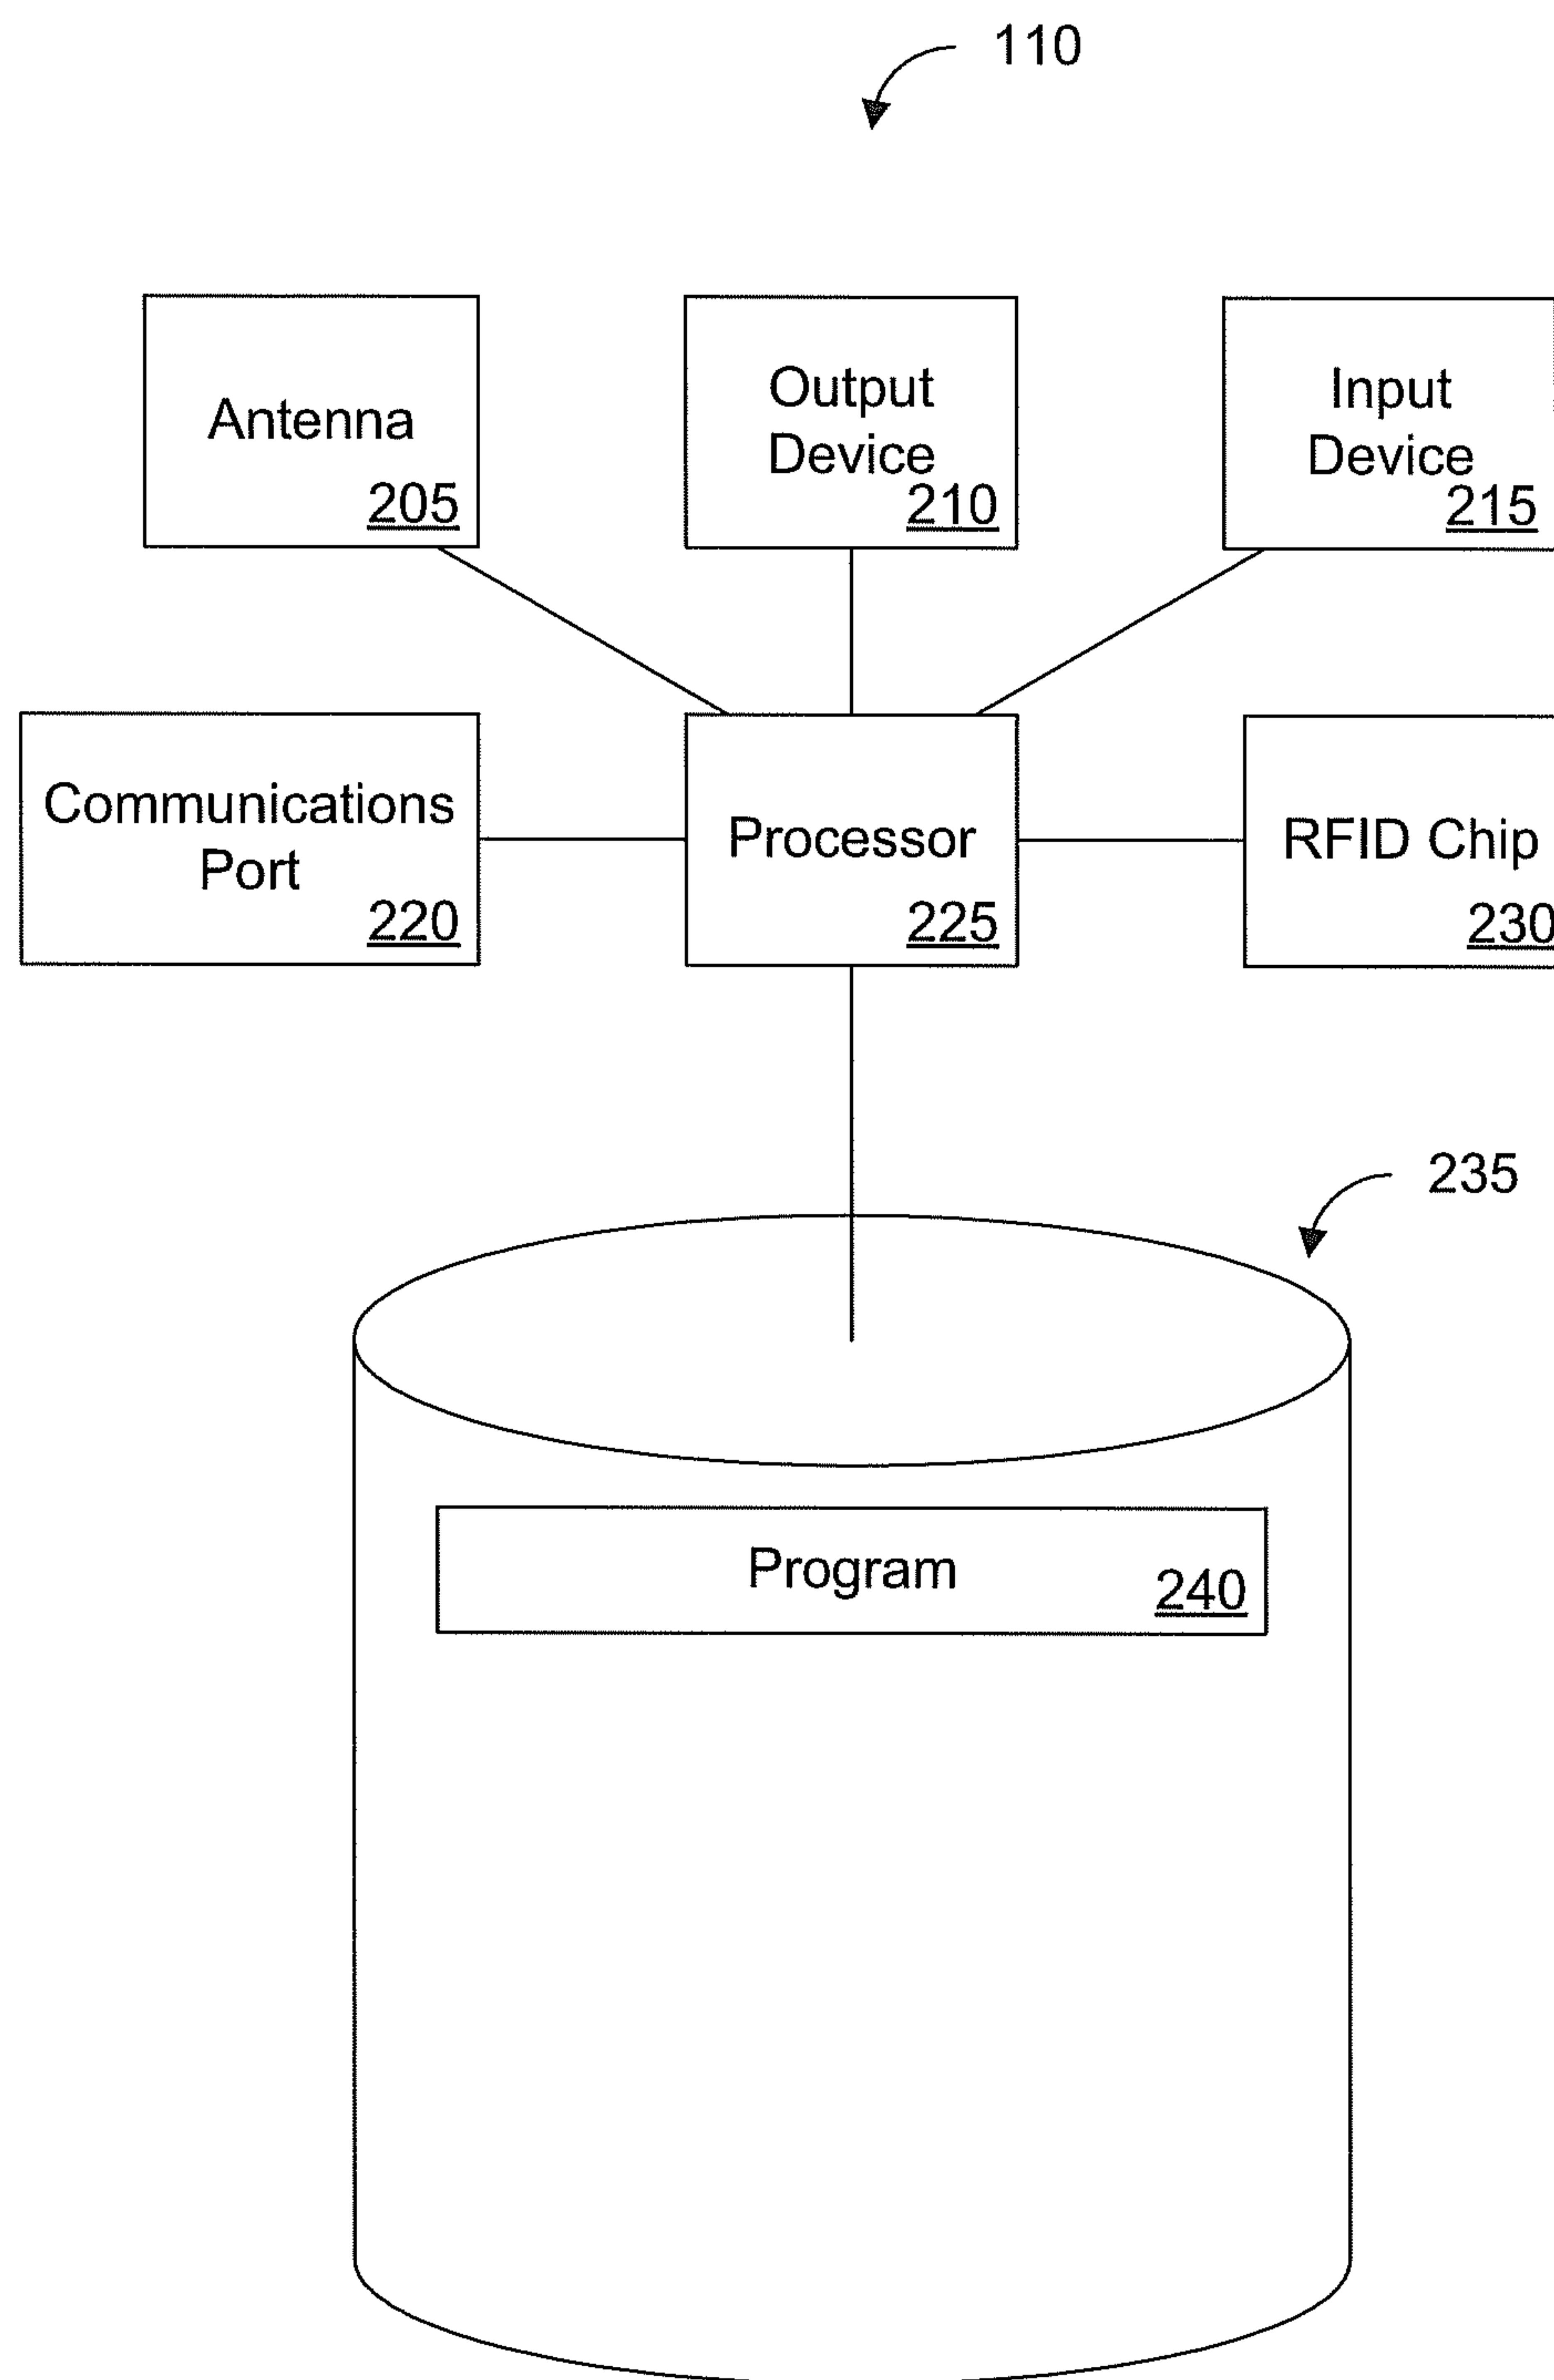 110
Antenna
205
Output
Device
210
Input
Device
215
Communications
Port
220
Processor
225
RFID Chip
230
235
Program
240